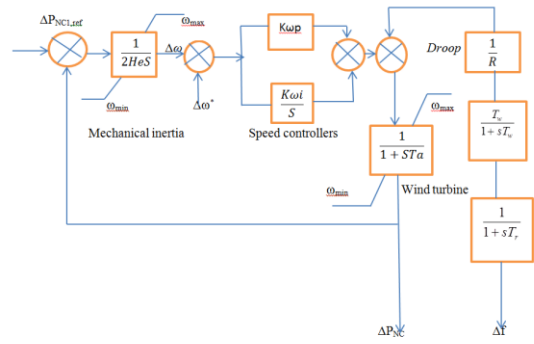 ΔP_NC1,ref
ω_max
1
2HeS
Δω
Δω*
ω_min
Mechanical inertia
Kωp
Kωi
S
Speed controllers
Droop
1
R
ω_max
1
1 + STa
ω_min
Wind turbine
T_w
1 + sT_w
1
1 + sT_r
ΔP_NC
Δf